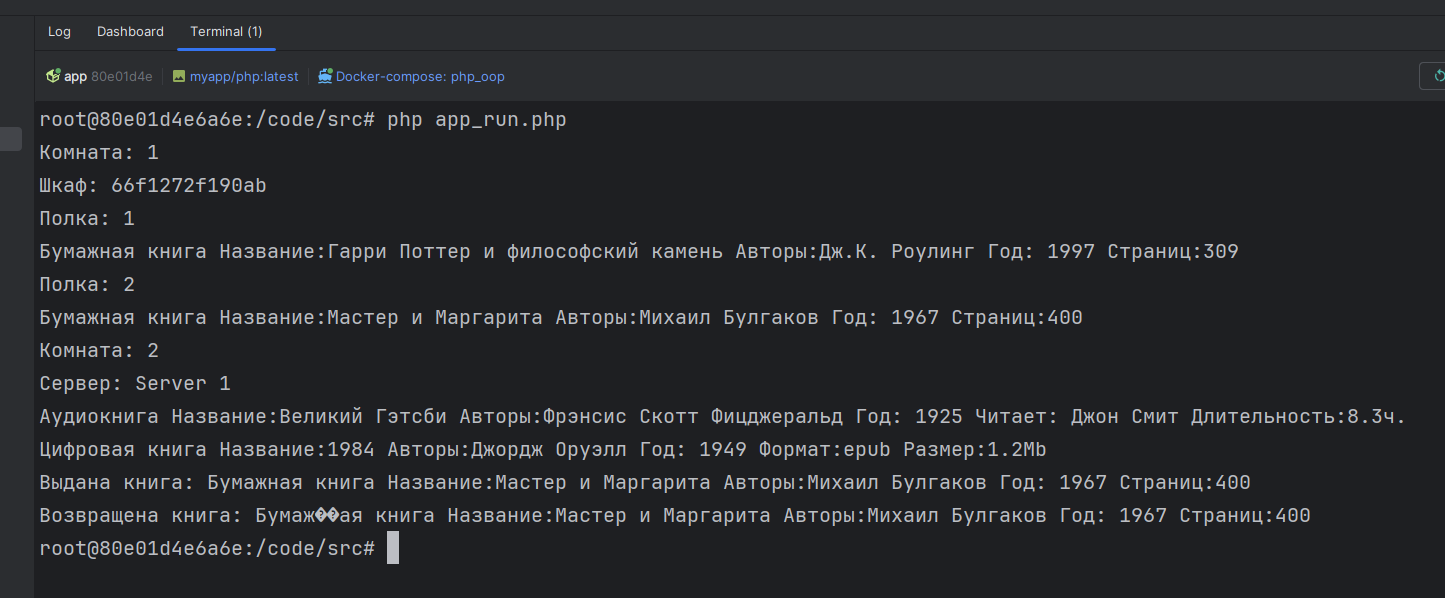 Log Dashboard Terminal (1)
app 80e01d4e myapp/php:latest Docker-compose: php_oop
root@80e01d4e6a6e:/code/src# php app_run.php
Комната: 1
Шкаф: 66f1272f190ab
Полка: 1
Бумажная книга Название:Гарри Поттер и философский камень Авторы:Дж.К. Роулинг Год: 1997 Страниц:309
Полка: 2
Бумажная книга Название:Мастер и Маргарита Авторы:Михаил Булгаков Год: 1967 Страниц:400
Комната: 2
Сервер: Server 1
Аудиокнига Название:Великий Гэтсби Авторы:Фрэнсис Скотт Фицджеральд Год: 1925 Читает: Джон Смит Длительность:8.3ч.
Цифровая книга Название:1984 Авторы:Джордж Оруэлл Год: 1949 Формат:epub Размер:1.2Mb
Выдана книга: Бумажная книга Название:Мастер и Маргарита Авторы:Михаил Булгаков Год: 1967 Страниц:400
Возвращена книга: Бумаж��ая книга Название:Мастер и Маргарита Авторы:Михаил Булгаков Год: 1967 Страниц:400
root@80e01d4e6a6e:/code/src#